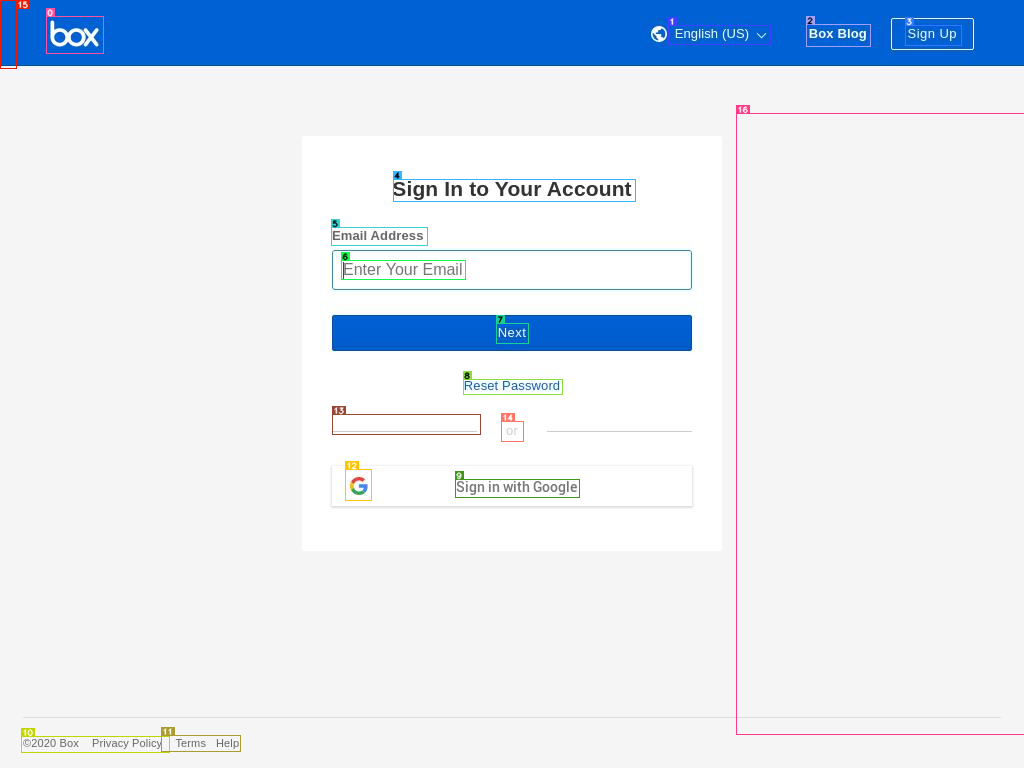 box
English (US)
Box Blog
Sign Up
Sign In to Your Account
Email Address
Enter Your Email
Next
Reset Password
or
Sign in with Google
©2020 Box Privacy Policy Terms Help
0
1
2
3
4
5
6
7
8
9
10
11
12
13
14
15
16